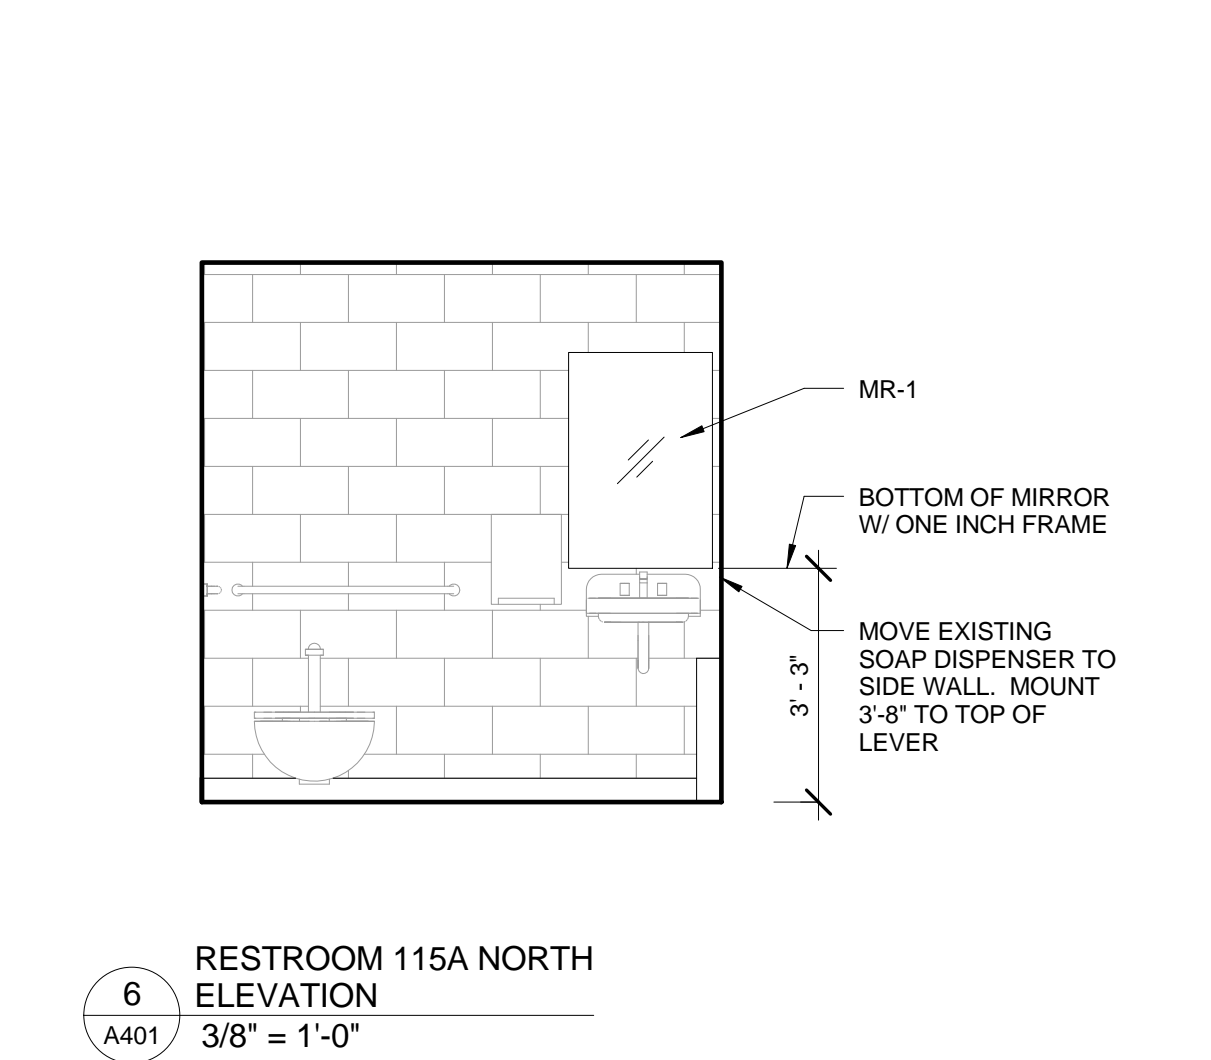 MR-1
BOTTOM OF MIRROR
W/ ONE INCH FRAME
MOVE EXISTING
SOAP DISPENSER TO
SIDE WALL.  MOUNT
3'-8" TO TOP OF
LEVER
3' - 3"
RESTROOM 115A NORTH
ELEVATION
6
A401
3/8" = 1'-0"